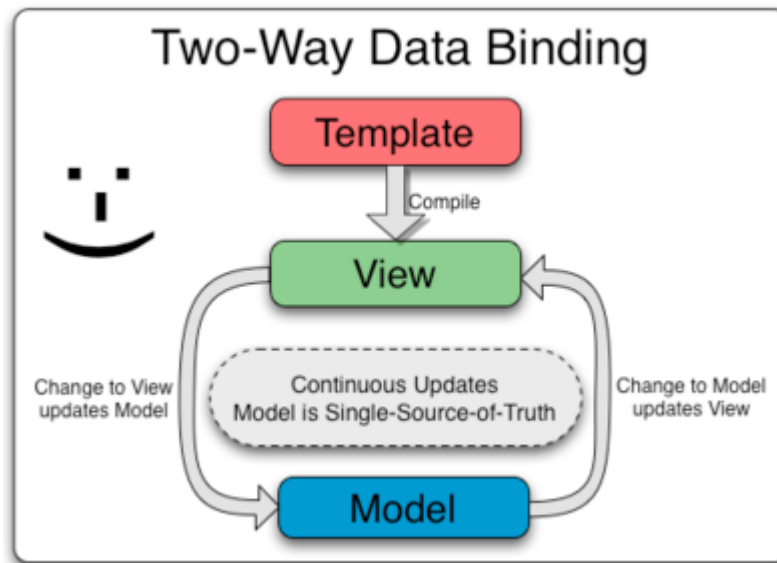 Two-Way Data Binding
Template
Compile
View
Change to View
updates Model
Continuous Updates
Model is Single-Source-of-Truth
Change to Model
updates View
Model